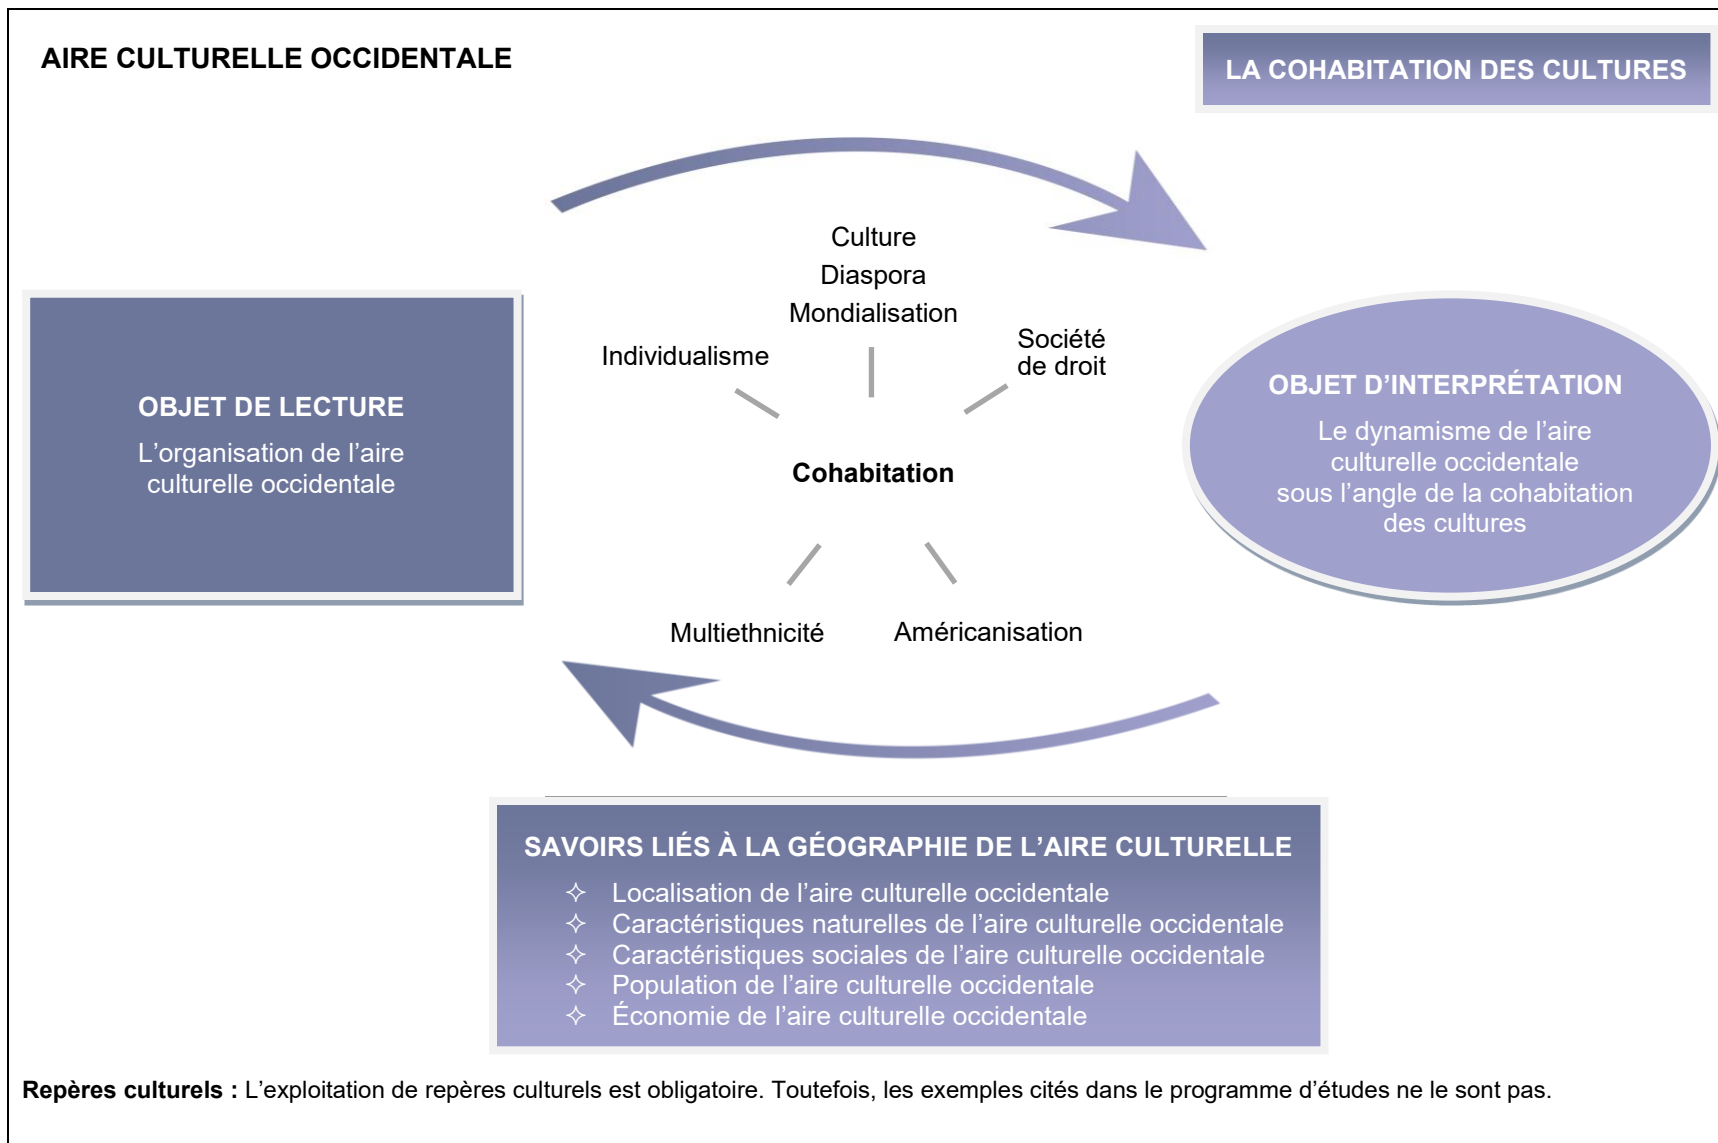 AIRE CULTURELLE OCCIDENTALE
LA COHABITATION DES CULTURES
Culture
Diaspora
Mondialisation
Individualisme
Société
de droit
OBJET DE LECTURE
L’organisation de l’aire
culturelle occidentale
Cohabitation
OBJET D’INTERPRÉTATION
Le dynamisme de l’aire
culturelle occidentale
sous l’angle de la cohabitation
des cultures
Multiethnicité
Américanisation
SAVOIRS LIÉS À LA GÉOGRAPHIE DE L’AIRE CULTURELLE
✧ Localisation de l’aire culturelle occidentale
✧ Caractéristiques naturelles de l’aire culturelle occidentale
✧ Caractéristiques sociales de l’aire culturelle occidentale
✧ Population de l’aire culturelle occidentale
✧ Économie de l’aire culturelle occidentale
Repères culturels : L’exploitation de repères culturels est obligatoire. Toutefois, les exemples cités dans le programme d’études ne le sont pas.